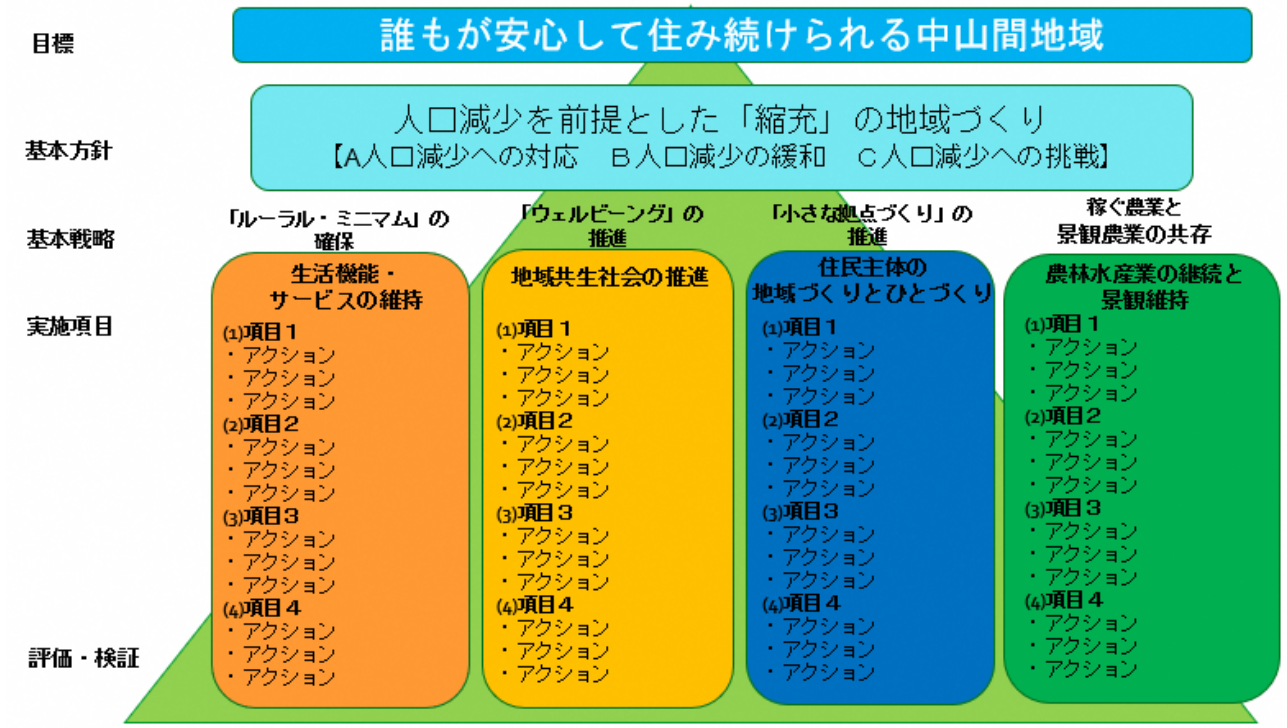 目標
誰もが安心して住み続けられる中山間地域
基本方針
人口減少を前提とした「縮充」の地域づくり
【A人口減少への対応　B人口減少の緩和　C人口減少への挑戦】
基本戦略
「ルーラル・ミニマム」の
確保
「ウェルビーング」の
推進
「小さな拠点づくり」の
推進
稼ぐ農業と
景観農業の共存
実施項目
生活機能・
サービスの維持
(1)項目1
・アクション
・アクション
・アクション
(2)項目2
・アクション
・アクション
・アクション
(3)項目3
・アクション
・アクション
・アクション
(4)項目4
・アクション
・アクション
・アクション
地域共生社会の推進
(1)項目1
・アクション
・アクション
・アクション
(2)項目2
・アクション
・アクション
・アクション
(3)項目3
・アクション
・アクション
・アクション
(4)項目4
・アクション
・アクション
・アクション
住民主体の
地域づくりとひとづくり
(1)項目1
・アクション
・アクション
・アクション
(2)項目2
・アクション
・アクション
・アクション
(3)項目3
・アクション
・アクション
・アクション
(4)項目4
・アクション
・アクション
・アクション
農林水産業の継続と
景観維持
(1)項目1
・アクション
・アクション
・アクション
(2)項目2
・アクション
・アクション
・アクション
(3)項目3
・アクション
・アクション
・アクション
(4)項目4
・アクション
・アクション
・アクション
評価・検証